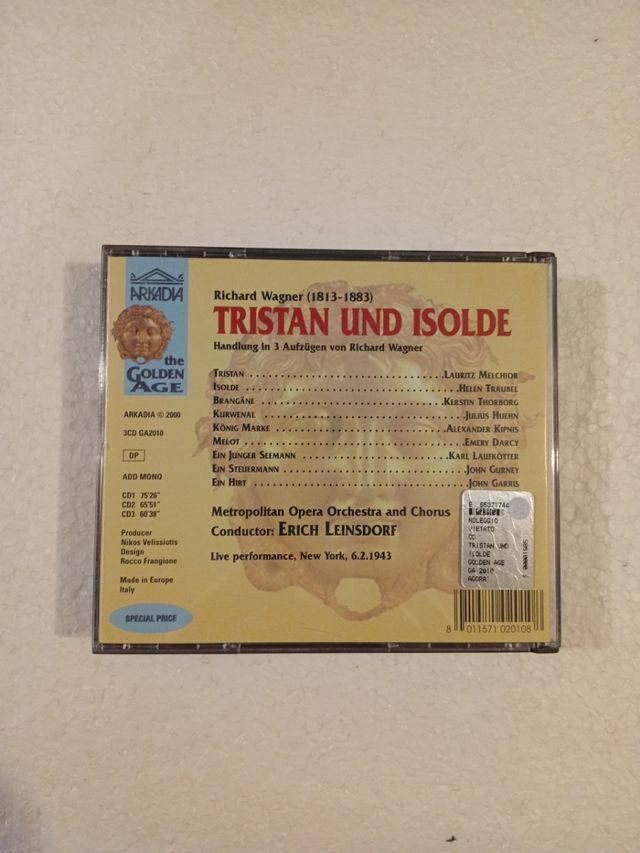 ARKADIA
the
GOLDEN
AGE
ARKADIA © 2000
3CD GA2010
DP
ADD MONO
CD1 75'26"
CD2 65'51"
CD3 60'38"
Producer
Nikos Velissiotis
Design
Rocco Frangione
Made in Europe
Italy
SPECIAL PRICE
Richard Wagner (1813-1883)
TRISTAN UND ISOLDE
Handlung in 3 Aufzügen von Richard Wagner
TRISTAN . . . . . . . . . . . . . . . . . . . . LAURITZ MELCHIOR
ISOLDE . . . . . . . . . . . . . . . . . . . . HELEN TRAUBEL
BRANGÄNE . . . . . . . . . . . . . . . . . . . . KERSTIN THORBORG
KURWENAL . . . . . . . . . . . . . . . . . . . . JULIUS HUEHN
KÖNIG MARKE . . . . . . . . . . . . . . . . . . . . ALEXANDER KIPNIS
MELOT . . . . . . . . . . . . . . . . . . . . EMERY DARCY
EIN JUNGER SEEMANN . . . . . . . . . . . . . . . . . . . . KARL LAUFKÖTTER
EIN STEUERMANN . . . . . . . . . . . . . . . . . . . . JOHN GURNEY
EIN HIRT . . . . . . . . . . . . . . . . . . . . JOHN GARRIS
Metropolitan Opera Orchestra and Chorus
Conductor: ERICH LEINSDORF
Live performance, New York, 6.2.1943
NOLEGGIO
VIETATO
CD
TRISTAN UND
ISOLDE
GOLDEN AGE
GA 2010
AGORA'
8 011571 020108